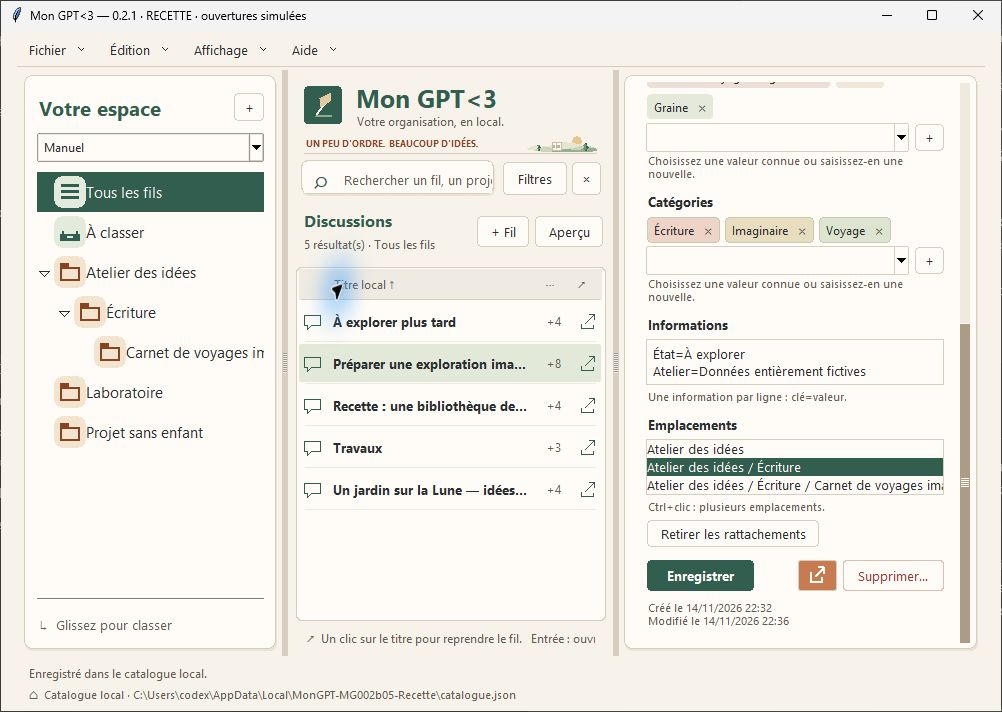 Mon GPT<3 — 0.2.1 · RECETTE · ouvertures simulées
Fichier Édition Affichage Aide
Votre espace +
Manuel
Tous les fils
À classer
Atelier des idées
Écriture
Carnet de voyages im
Laboratoire
Projet sans enfant
↳ Glissez pour classer
Mon GPT<3
Votre organisation, en local.
UN PEU D'ORDRE. BEAUCOUP D'IDÉES.
Rechercher un fil, un proj Filtres ×
Discussions
5 résultat(s) · Tous les fils
+ Fil Aperçu
Titre local ↑ ... ↗
À explorer plus tard +4
Préparer une exploration ima... +8
Recette : une bibliothèque de... +4
Travaux +3
Un jardin sur la Lune — idées... +4
↗ Un clic sur le titre pour reprendre le fil. Entrée : ouvi
Graine ×
+
Choisissez une valeur connue ou saisissez-en une
nouvelle.
Catégories
Écriture × Imaginaire × Voyage ×
+
Choisissez une valeur connue ou saisissez-en une
nouvelle.
Informations
État=À explorer
Atelier=Données entièrement fictives
Une information par ligne : clé=valeur.
Emplacements
Atelier des idées
Atelier des idées / Écriture
Atelier des idées / Écriture / Carnet de voyages ima
Ctrl+clic : plusieurs emplacements.
Retirer les rattachements
Enregistrer Supprimer...
Créé le 14/11/2026 22:32
Modifié le 14/11/2026 22:36
Enregistré dans le catalogue local.
⌂ Catalogue local · C:\Users\codex\AppData\Local\MonGPT-MG002b05-Recette\catalogue.json